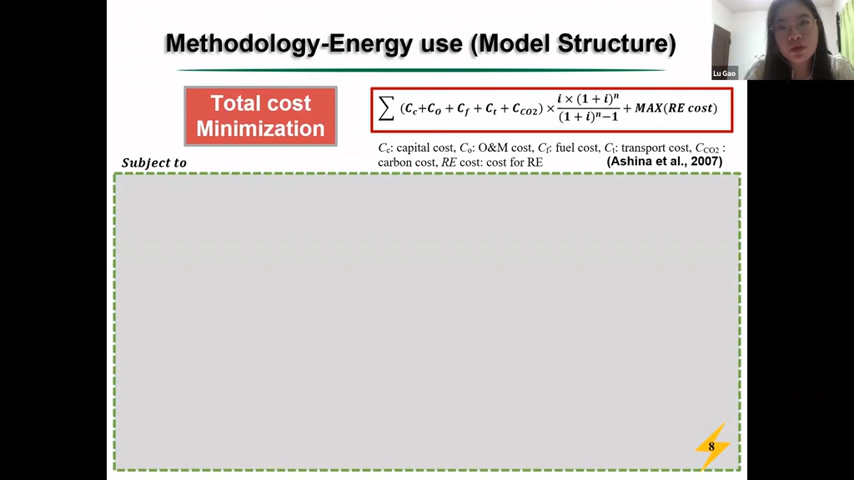 Methodology-Energy use (Model Structure)
Lu Gao
Total cost
Minimization
∑ (C_c+C_O + C_f + C_t + C_CO2) × i × (1 + i)^n / (1 + i)^n−1 + MAX(RE cost)
C_c: capital cost, C_o: O&M cost, C_f: fuel cost, C_t: transport cost, C_CO2 :
carbon cost, RE cost: cost for RE
(Ashina et al., 2007)
Subject to
8